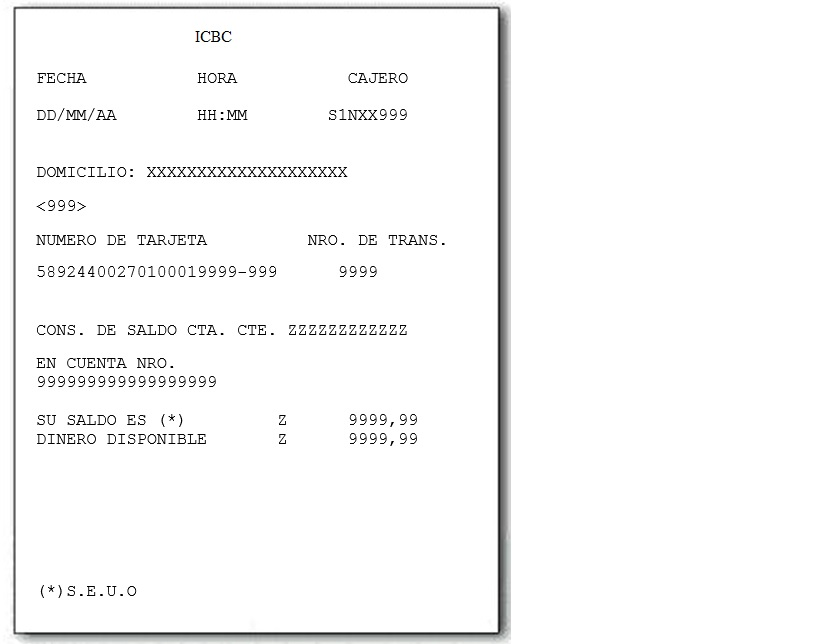 ICBC
FECHA HORA CAJERO
DD/MM/AA HH:MM S1NXX999
DOMICILIO: XXXXXXXXXXXXXXXXXXXX
<999>
NUMERO DE TARJETA NRO. DE TRANS.
58924400270100019999-999 9999
CONS. DE SALDO CTA. CTE. ZZZZZZZZZZZZ
EN CUENTA NRO.
999999999999999999
SU SALDO ES (*) Z 9999,99
DINERO DISPONIBLE Z 9999,99
(*)S.E.U.O